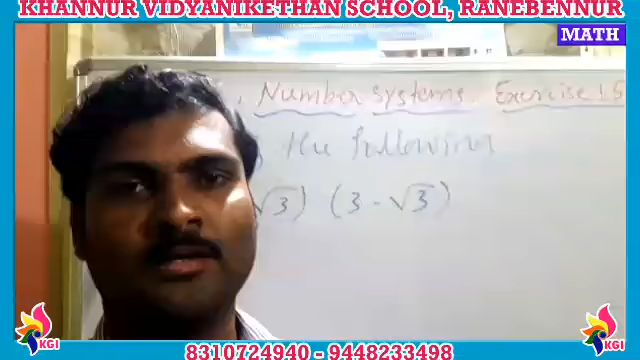 KHANNUR VIDYANIKETHAN SCHOOL, RANEBENNUR
MATH
. Number systems. Exercise 1.5
) the following
√3) (3 - √3)
KGI
KGI
8310724940 - 9448233498